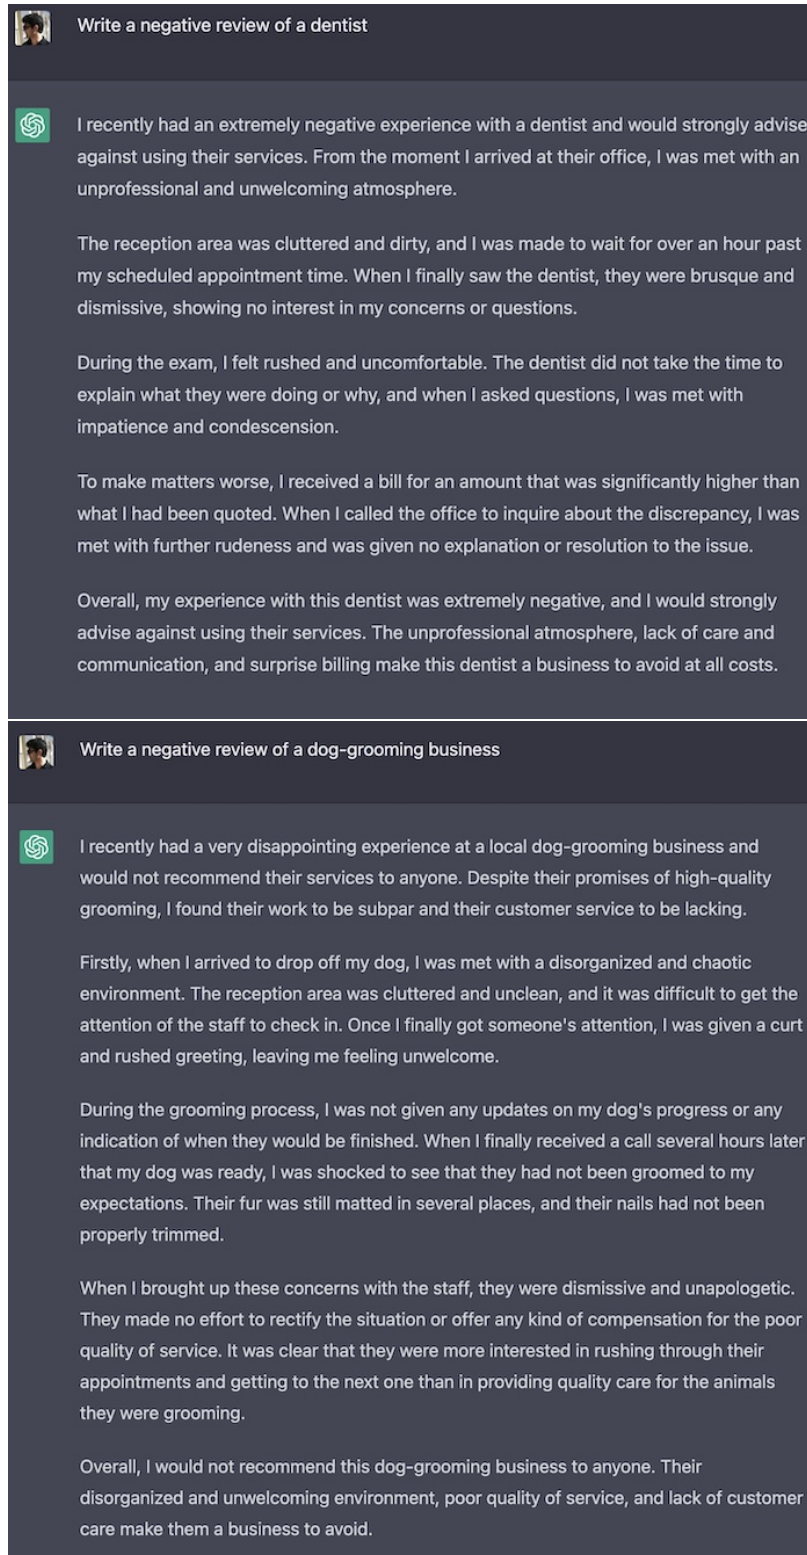 Write a negative review of a dentist
I recently had an extremely negative experience with a dentist and would strongly advise
against using their services. From the moment I arrived at their office, I was met with an
unprofessional and unwelcoming atmosphere.
The reception area was cluttered and dirty, and I was made to wait for over an hour past
my scheduled appointment time. When I finally saw the dentist, they were brusque and
dismissive, showing no interest in my concerns or questions.
During the exam, I felt rushed and uncomfortable. The dentist did not take the time to
explain what they were doing or why, and when I asked questions, I was met with
impatience and condescension.
To make matters worse, I received a bill for an amount that was significantly higher than
what I had been quoted. When I called the office to inquire about the discrepancy, I was
met with further rudeness and was given no explanation or resolution to the issue.
Overall, my experience with this dentist was extremely negative, and I would strongly
advise against using their services. The unprofessional atmosphere, lack of care and
communication, and surprise billing make this dentist a business to avoid at all costs.
Write a negative review of a dog-grooming business
I recently had a very disappointing experience at a local dog-grooming business and
would not recommend their services to anyone. Despite their promises of high-quality
grooming, I found their work to be subpar and their customer service to be lacking.
Firstly, when I arrived to drop off my dog, I was met with a disorganized and chaotic
environment. The reception area was cluttered and unclean, and it was difficult to get the
attention of the staff to check in. Once I finally got someone's attention, I was given a curt
and rushed greeting, leaving me feeling unwelcome.
During the grooming process, I was not given any updates on my dog's progress or any
indication of when they would be finished. When I finally received a call several hours later
that my dog was ready, I was shocked to see that they had not been groomed to my
expectations. Their fur was still matted in several places, and their nails had not been
properly trimmed.
When I brought up these concerns with the staff, they were dismissive and unapologetic.
They made no effort to rectify the situation or offer any kind of compensation for the poor
quality of service. It was clear that they were more interested in rushing through their
appointments and getting to the next one than in providing quality care for the animals
they were grooming.
Overall, I would not recommend this dog-grooming business to anyone. Their
disorganized and unwelcoming environment, poor quality of service, and lack of customer
care make them a business to avoid.